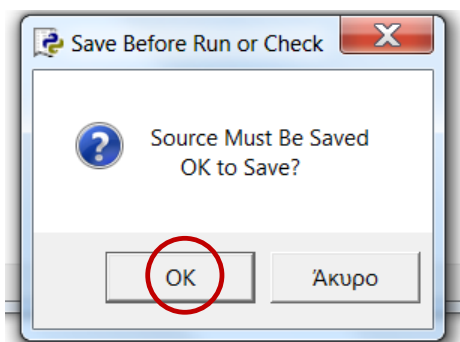 Save Before Run or Check
Source Must Be Saved
OK to Save?
OK
Άκυρο